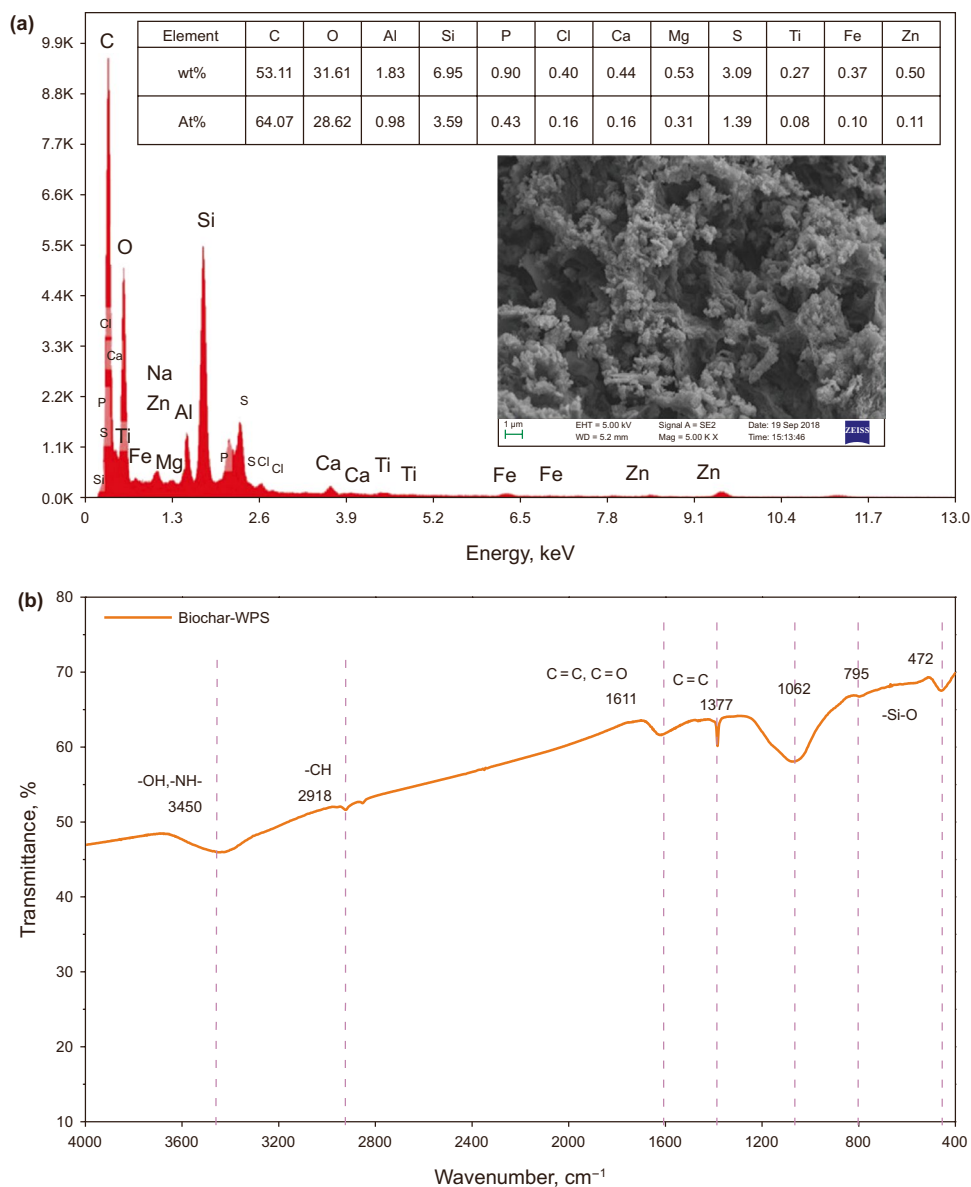 (a)
Element C O Al Si P Cl Ca Mg S Ti Fe Zn
wt% 53.11 31.61 1.83 6.95 0.90 0.40 0.44 0.53 3.09 0.27 0.37 0.50
At% 64.07 28.62 0.98 3.59 0.43 0.16 0.16 0.31 1.39 0.08 0.10 0.11
9.9K
8.8K
7.7K
6.6K
5.5K
4.4K
3.3K
2.2K
1.1K
0.0K
C
O
Si
Cl
Ca
P
S
Si
Ti
Fe
Na
Zn
Mg
Al
P
S
S Cl
Cl
Ca
Ca
Ti
Ti
Fe
Fe
Zn
Zn
1 µm
EHT = 5.00 kV Signal A = SE2 Date: 19 Sep 2018
WD = 5.2 mm Mag = 5.00 K X Time: 15:13:46
ZEISS
0 1.3 2.6 3.9 5.2 6.5 7.8 9.1 10.4 11.7 13.0
Energy, keV
(b)
Biochar-WPS
80
70
60
50
40
30
20
10
Transmittance, %
-OH,-NH-
3450
-CH
2918
C=C, C=O
1611
C=C
1377
1062
795
472
-Si-O
4000 3600 3200 2800 2400 2000 1600 1200 800 400
Wavenumber, cm⁻¹